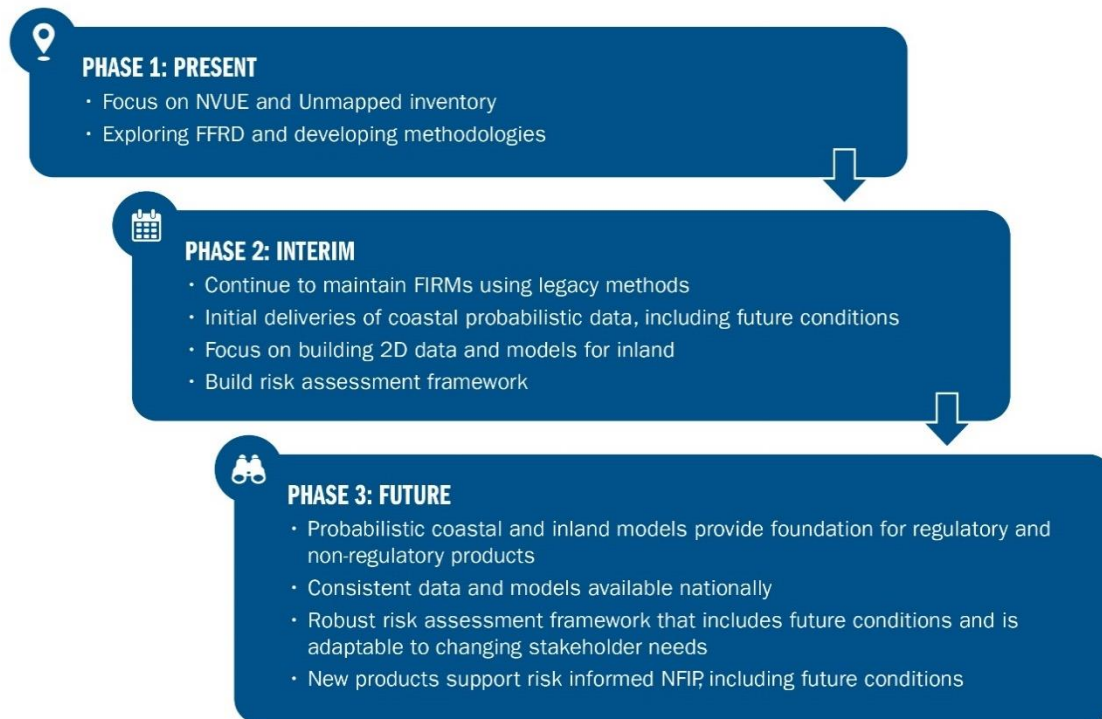 PHASE 1: PRESENT
· Focus on NVUE and Unmapped inventory
· Exploring FFRD and developing methodologies
PHASE 2: INTERIM
· Continue to maintain FIRMs using legacy methods
· Initial deliveries of coastal probabilistic data, including future conditions
· Focus on building 2D data and models for inland
· Build risk assessment framework
PHASE 3: FUTURE
· Probabilistic coastal and inland models provide foundation for regulatory and
non-regulatory products
· Consistent data and models available nationally
· Robust risk assessment framework that includes future conditions and is
adaptable to changing stakeholder needs
· New products support risk informed NFIP, including future conditions